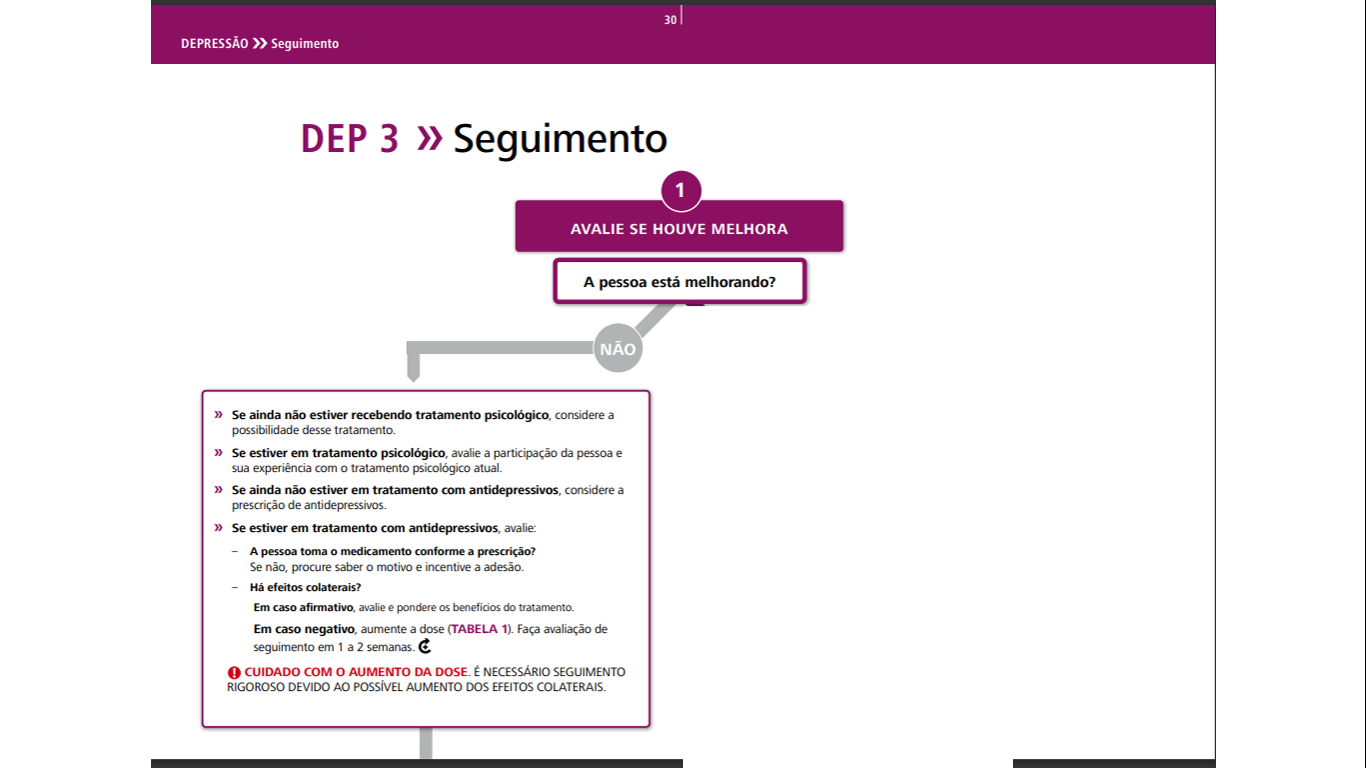 30
DEPRESSÃO » Seguimento
DEP 3 » Seguimento
1
AVALIE SE HOUVE MELHORA
A pessoa está melhorando?
NÃO
» Se ainda não estiver recebendo tratamento psicológico, considere a
possibilidade desse tratamento.
» Se estiver em tratamento psicológico, avalie a participação da pessoa e
sua experiência com o tratamento psicológico atual.
» Se ainda não estiver em tratamento com antidepressivos, considere a
prescrição de antidepressivos.
» Se estiver em tratamento com antidepressivos, avalie:
– A pessoa toma o medicamento conforme a prescrição?
Se não, procure saber o motivo e incentive a adesão.
– Há efeitos colaterais?
Em caso afirmativo, avalie e pondere os benefícios do tratamento.
Em caso negativo, aumente a dose (TABELA 1). Faça avaliação de
seguimento em 1 a 2 semanas.
! CUIDADO COM O AUMENTO DA DOSE. É NECESSÁRIO SEGUIMENTO
RIGOROSO DEVIDO AO POSSÍVEL AUMENTO DOS EFEITOS COLATERAIS.